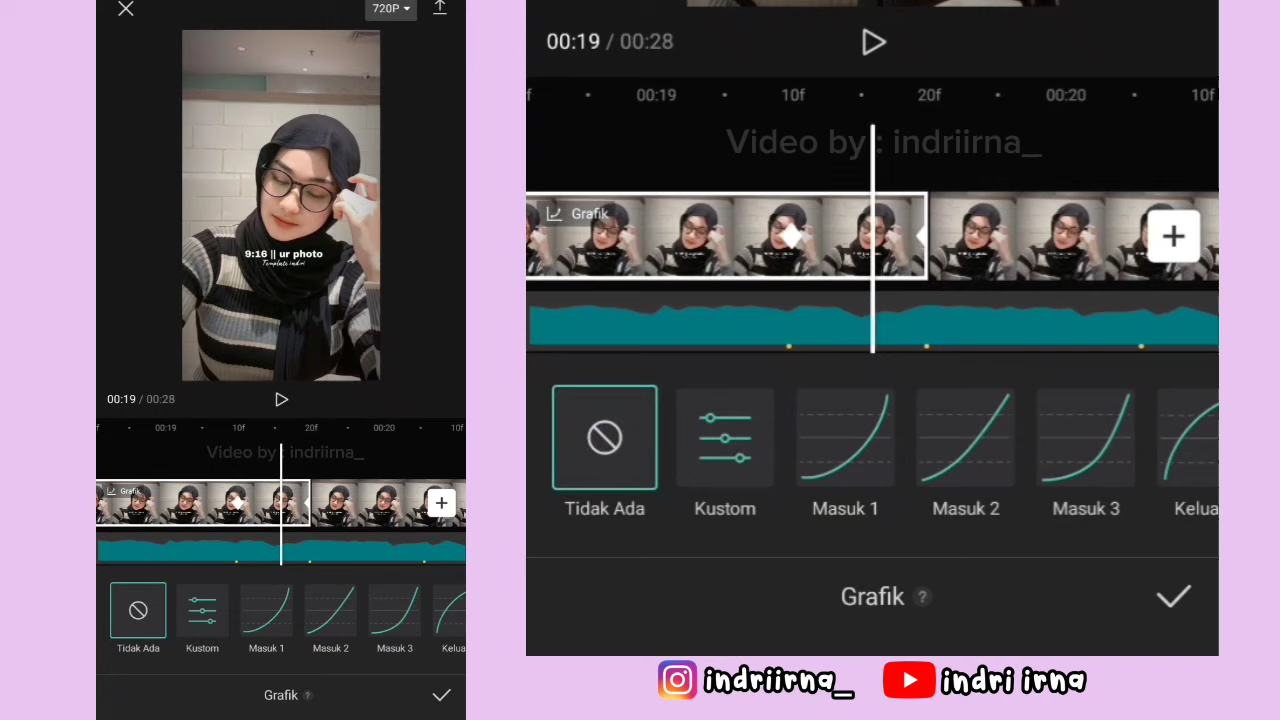 720P
9:16 || ur photo
Template indri
00:19 / 00:28
f 00:19 10f 20f 00:20 10f
Video by : indriirna_
Grafik
Tidak Ada Kustom Masuk 1 Masuk 2 Masuk 3 Kelua
Grafik ?
00:19 / 00:28
f 00:19 10f 20f 00:20 10f
Video by : indriirna_
Grafik
Tidak Ada Kustom Masuk 1 Masuk 2 Masuk 3 Kelua
Grafik ?
indriirna_ indri irna